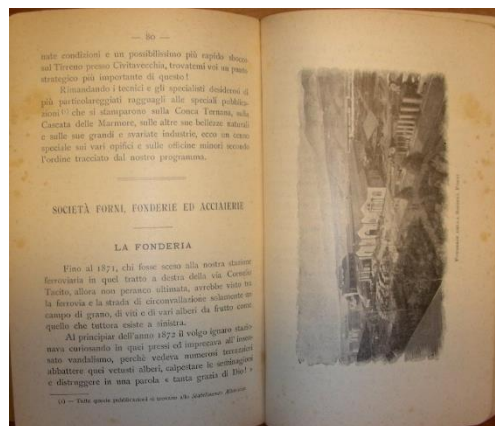 — 80 —
nate condizioni e un possibilissimo più rapido sbocco
sul Tirreno presso Civitavecchia, trovatemi voi un punto
strategico più importante di questo!
Rimandando i tecnici e gli specialisti desiderosi di
più particolareggiati ragguagli alle speciali pubblica-
zioni (1) che si stamparono sulla Conca Ternana, sulla
Cascata delle Marmore, sulle altre sue bellezze naturali
e sulle sue grandi e svariate industrie, ecco un cenno
speciale sui vari opifici e sulle officine minori secondo
l'ordine tracciato dal nostro programma.
SOCIETÀ FORNI, FONDERIE ED ACCIAIERIE
LA FONDERIA
Fino al 1871, chi fosse sceso alla nostra stazione
ferroviaria in quel tratto a destra della via Cornelio
Tacito, allora non peranco ultimata, avrebbe visto tra
la ferrovia e la strada di circonvallazione solamente un
campo di grano, di viti e di vari alberi da frutto come
quello che tuttora esiste a sinistra.
Al principiar dell'anno 1872 il volgo ignaro
nava curiosando in quei pressi ed imprecava all'
sato vandalismo, perchè vedeva numerosi terrazzieri
abbattere quei vetusti alberi, calpestare le seminagioni
e distruggere in una parola e tanta grazia di Dio! e
(1) — Tutte queste pubblicazioni si trovano allo